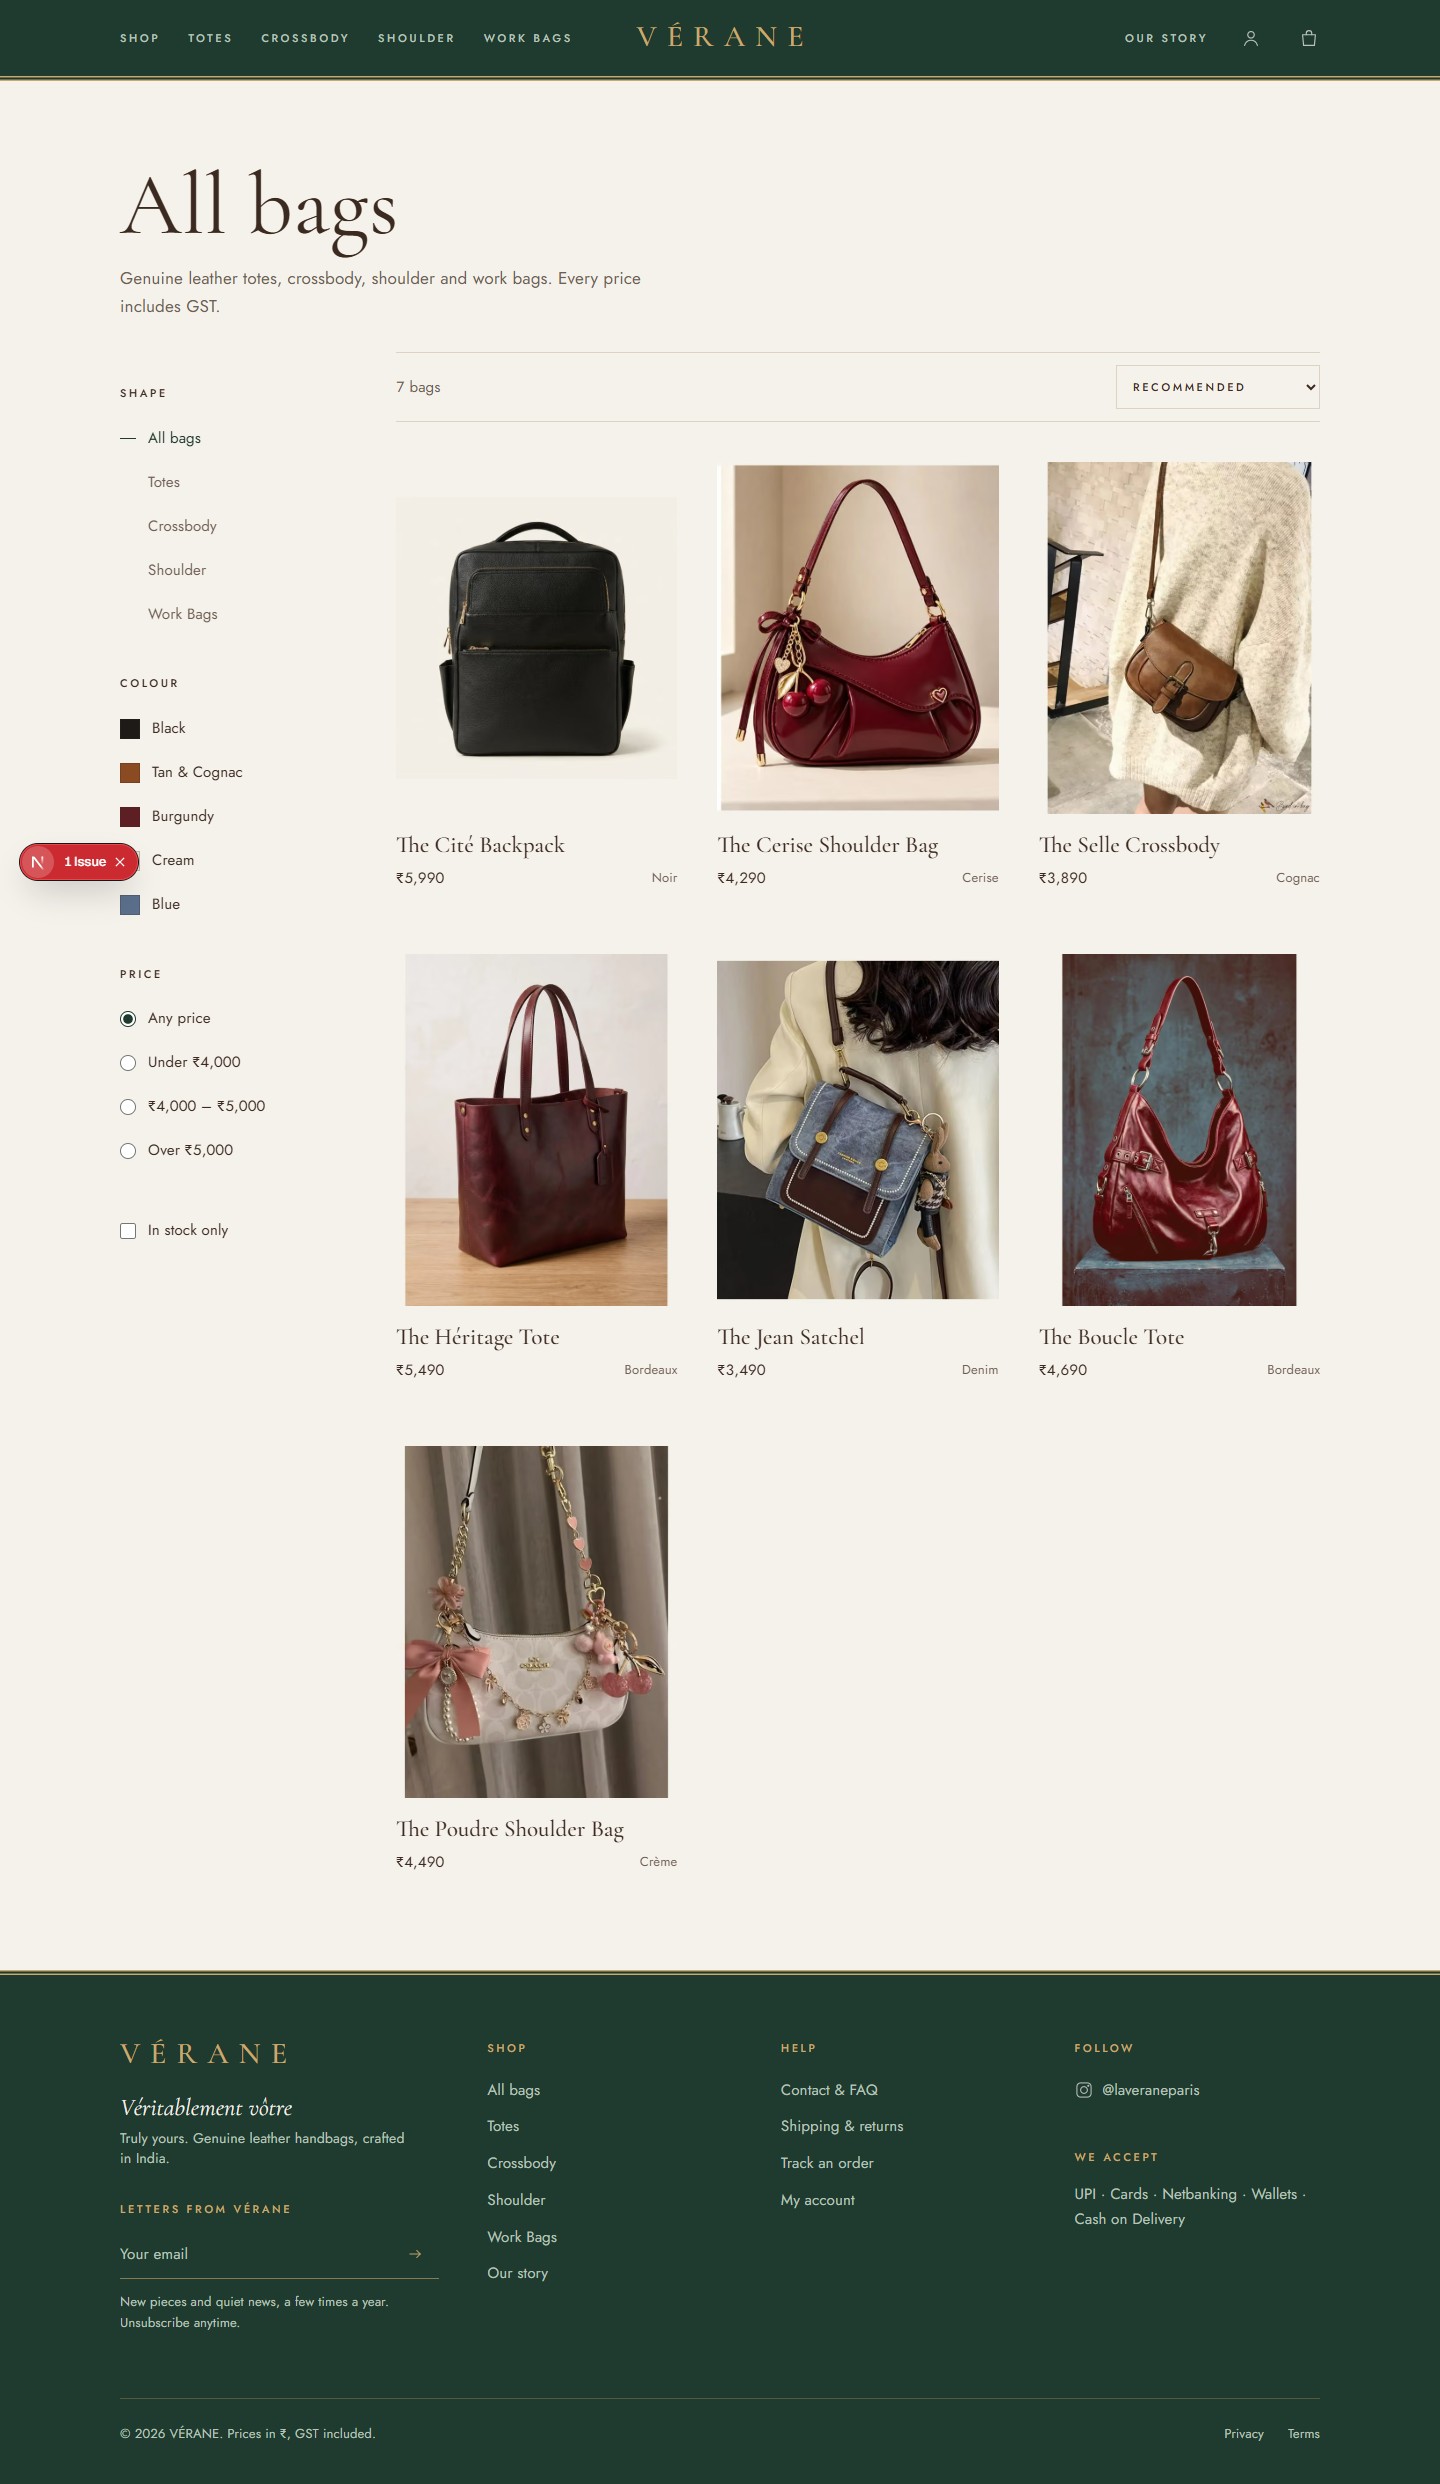 SHOP TOTES CROSSBODY SHOULDER WORK BAGS VÉRANE OUR STORY
All bags
Genuine leather totes, crossbody, shoulder and work bags. Every price
includes GST.
SHAPE
All bags
Totes
Crossbody
Shoulder
Work Bags
COLOUR
Black
Tan & Cognac
Burgundy
Cream
Blue
N 1 Issue
PRICE
Any price
Under ₹4,000
₹4,000 – ₹5,000
Over ₹5,000
In stock only
7 bags RECOMMENDED
The Cité Backpack
₹5,990 Noir
The Cerise Shoulder Bag
₹4,290 Cerise
The Selle Crossbody
₹3,890 Cognac
The Héritage Tote
₹5,490 Bordeaux
The Jean Satchel
₹3,490 Denim
The Boucle Tote
₹4,690 Bordeaux
COACH
The Poudre Shoulder Bag
₹4,490 Crème
VÉRANE
Véritablement vôtre
Truly yours. Genuine leather handbags, crafted
in India.
LETTERS FROM VÉRANE
Your email →
New pieces and quiet news, a few times a year.
Unsubscribe anytime.
SHOP
All bags
Totes
Crossbody
Shoulder
Work Bags
Our story
HELP
Contact & FAQ
Shipping & returns
Track an order
My account
FOLLOW
@laveraneparis
WE ACCEPT
UPI · Cards · Netbanking · Wallets ·
Cash on Delivery
© 2026 VÉRANE. Prices in ₹, GST included.
Privacy Terms